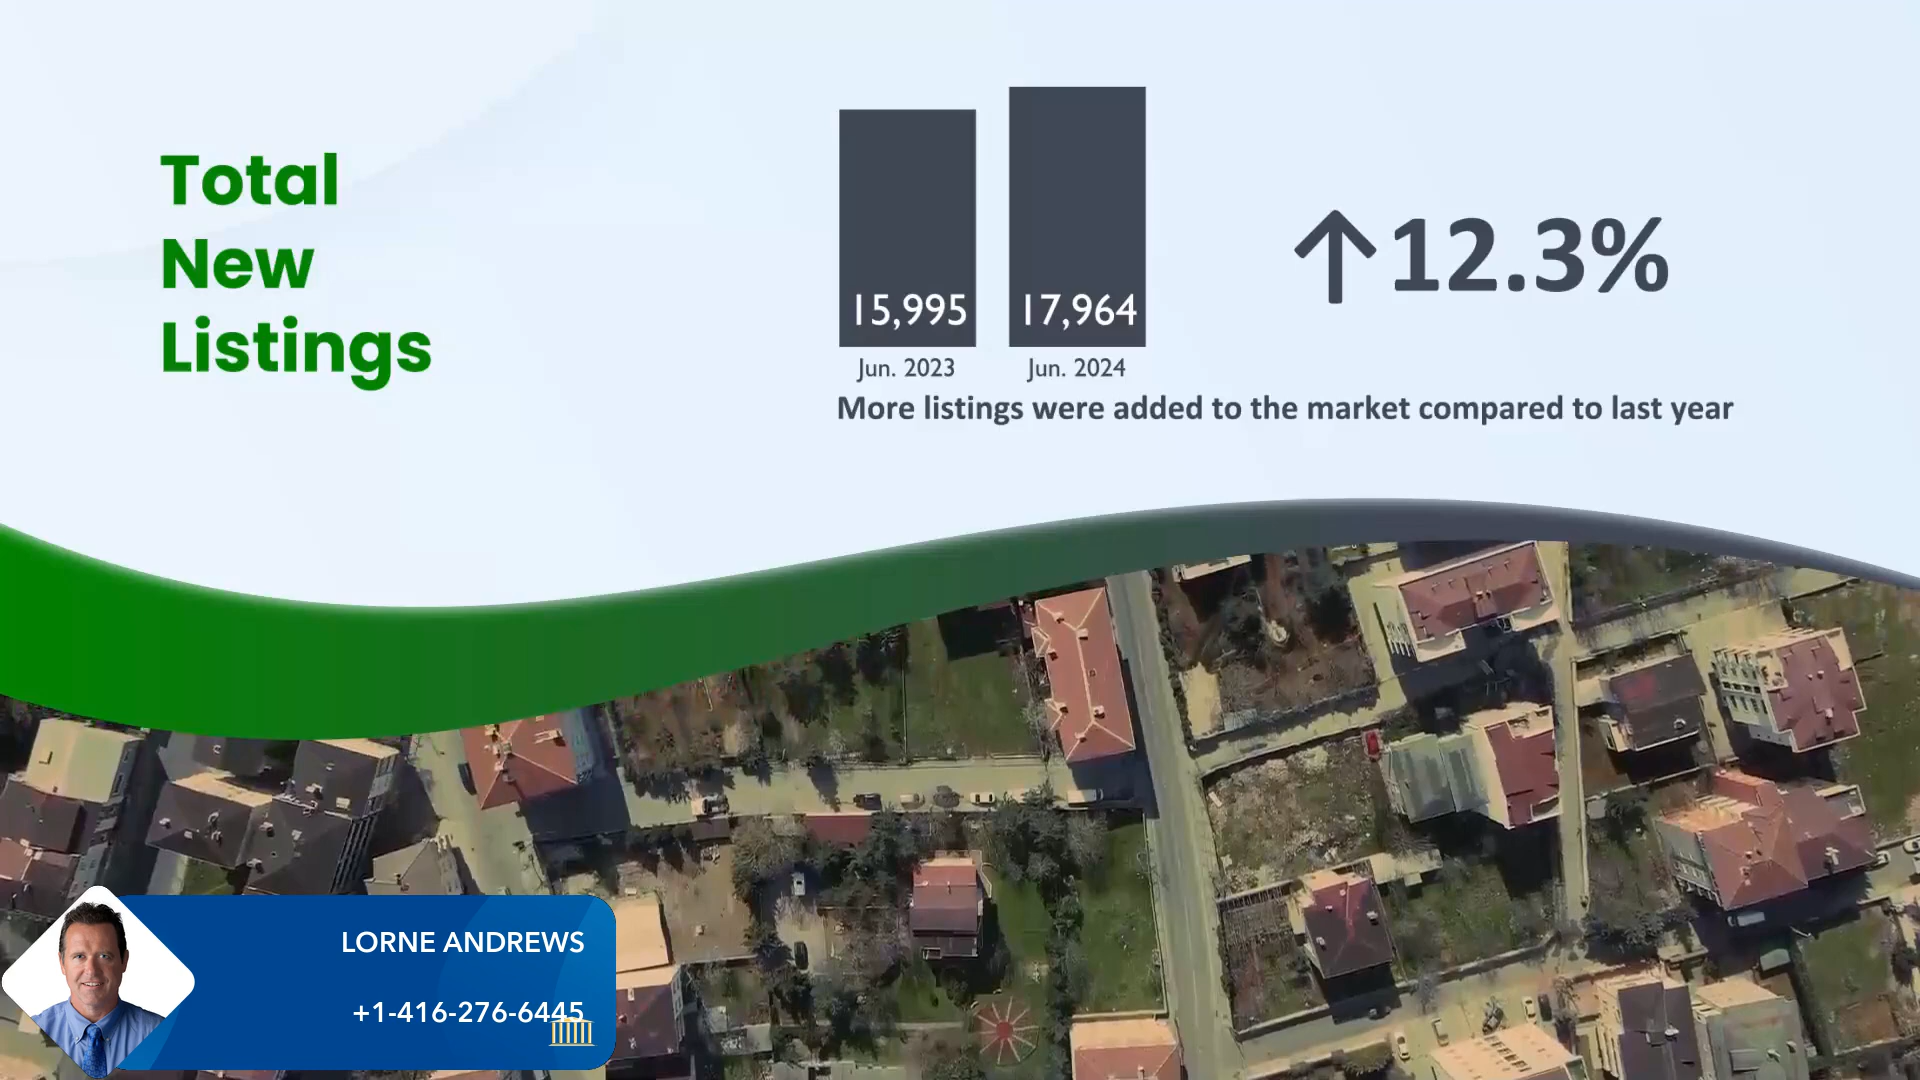 Total
New
Listings
15,995
17,964
Jun. 2023
Jun. 2024
↑12.3%
More listings were added to the market compared to last year
LORNE ANDREWS
+1-416-276-6445